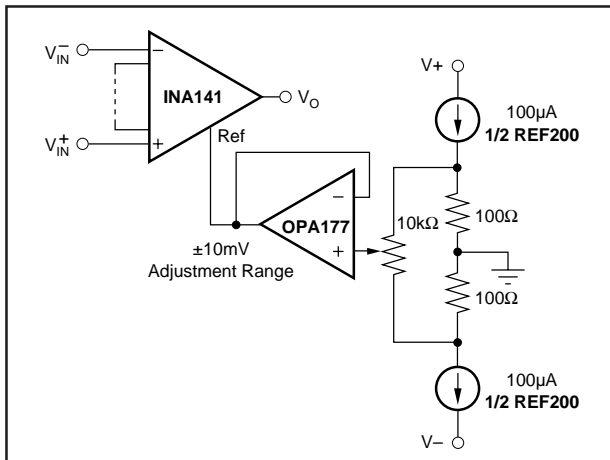 V–IN
–
INA141
VO
V+IN
+
Ref
V+
100µA
1/2 REF200
–
OPA177
+
10kΩ
100Ω
±10mV
Adjustment Range
100Ω
100µA
1/2 REF200
V–